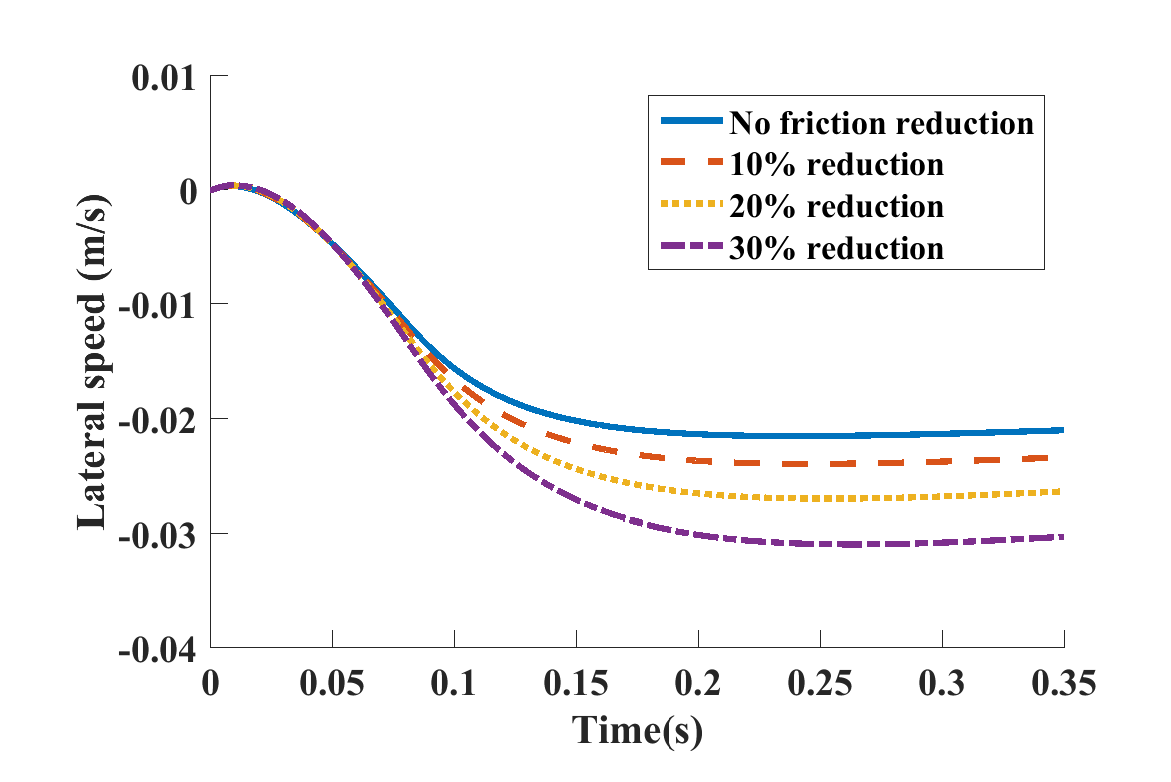 0.01
0
-0.01
-0.02
-0.03
-0.04
Lateral speed (m/s)
No friction reduction
10% reduction
20% reduction
30% reduction
0 0.05 0.1 0.15 0.2 0.25 0.3 0.35
Time(s)